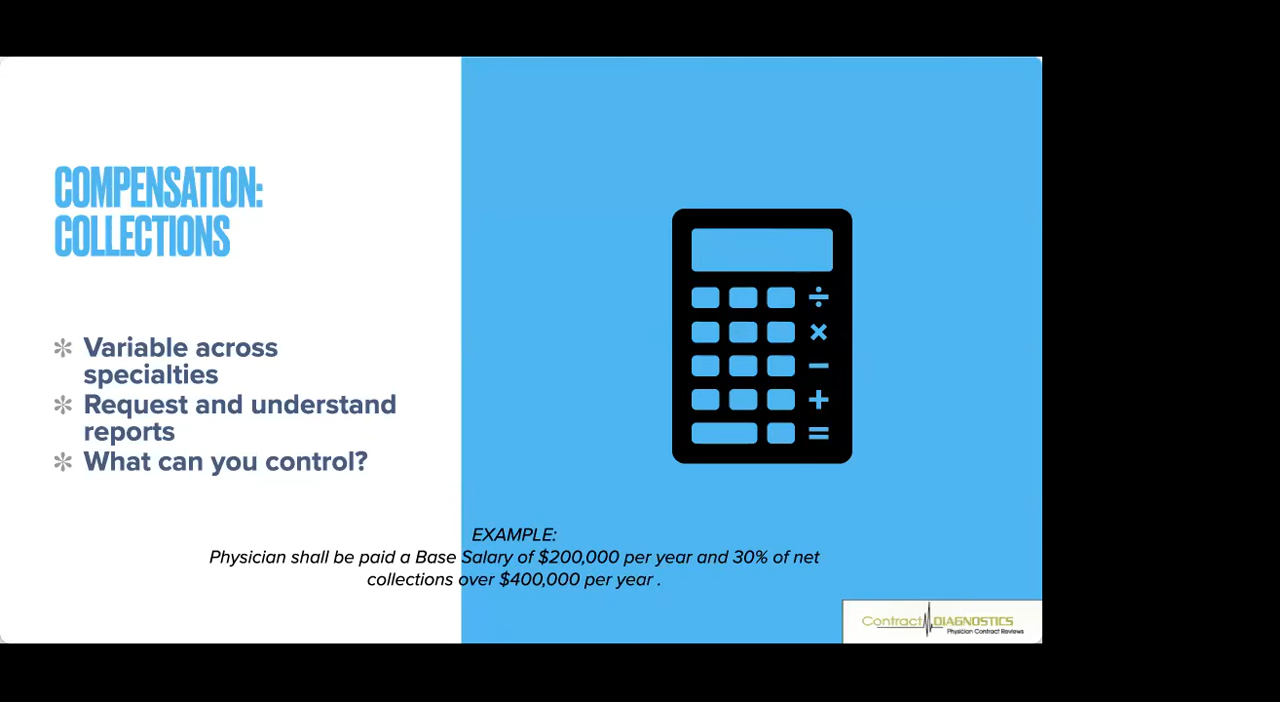 COMPENSATION:
COLLECTIONS
✻ Variable across
specialties
✻ Request and understand
reports
✻ What can you control?
÷
×
−
+
=
EXAMPLE:
Physician shall be paid a Base Salary of $200,000 per year and 30% of net
collections over $400,000 per year .
Contract DIAGNOSTICS
Physician Contract Reviews